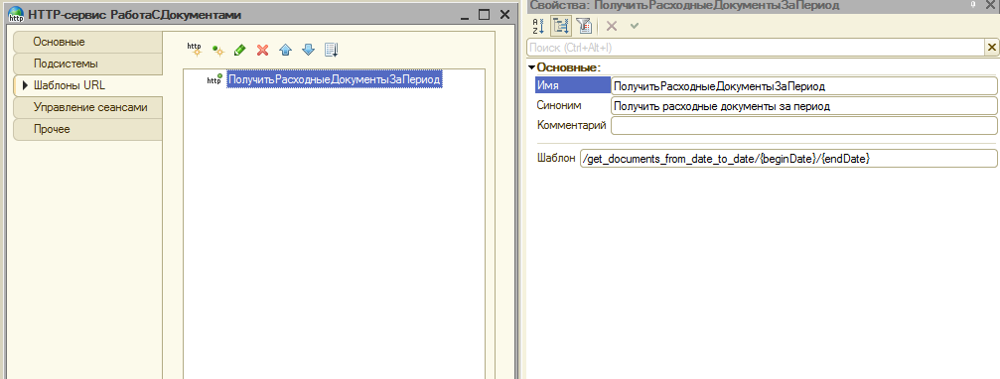 HTTP-сервис РаботаСДокументами
Основные
Подсистемы
Шаблоны URL
Управление сеансами
Прочее
http
http ПолучитьРасходныеДокументыЗаПериод
Свойства: ПолучитьРасходныеДокументыЗаПериод
Поиск (Ctrl+Alt+I)
Основные:
Имя ПолучитьРасходныеДокументыЗаПериод
Синоним Получить расходные документы за период
Комментарий
Шаблон /get_documents_from_date_to_date/{beginDate}/{endDate}